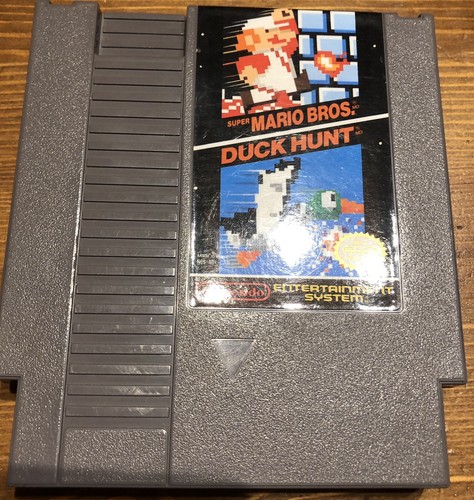 SUPER MARIO BROS.
DUCK HUNT
Nintendo
ENTERTAINMENT
SYSTEM